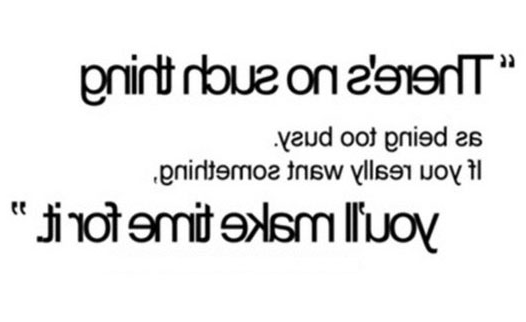 “There's no such thing
as being too busy.
If you really want something,
you'll make time for it.”